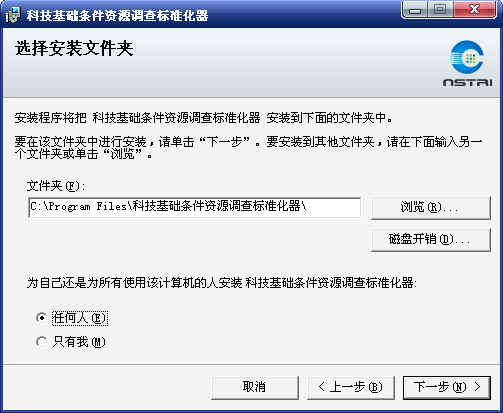 科技基础条件资源调查标准化器
选择安装文件夹
NSTRI
安装程序将把 科技基础条件资源调查标准化器 安装到下面的文件夹中。
要在该文件夹中进行安装，请单击“下一步”。要安装到其他文件夹，请在下面输入另一
个文件夹或单击“浏览”。
文件夹(F):
C:\Program Files\科技基础条件资源调查标准化器\
浏览(R)...
磁盘开销(D)...
为自己还是为所有使用该计算机的人安装 科技基础条件资源调查标准化器:
任何人(E)
只有我(M)
取消
< 上一步(B)
下一步(N) >